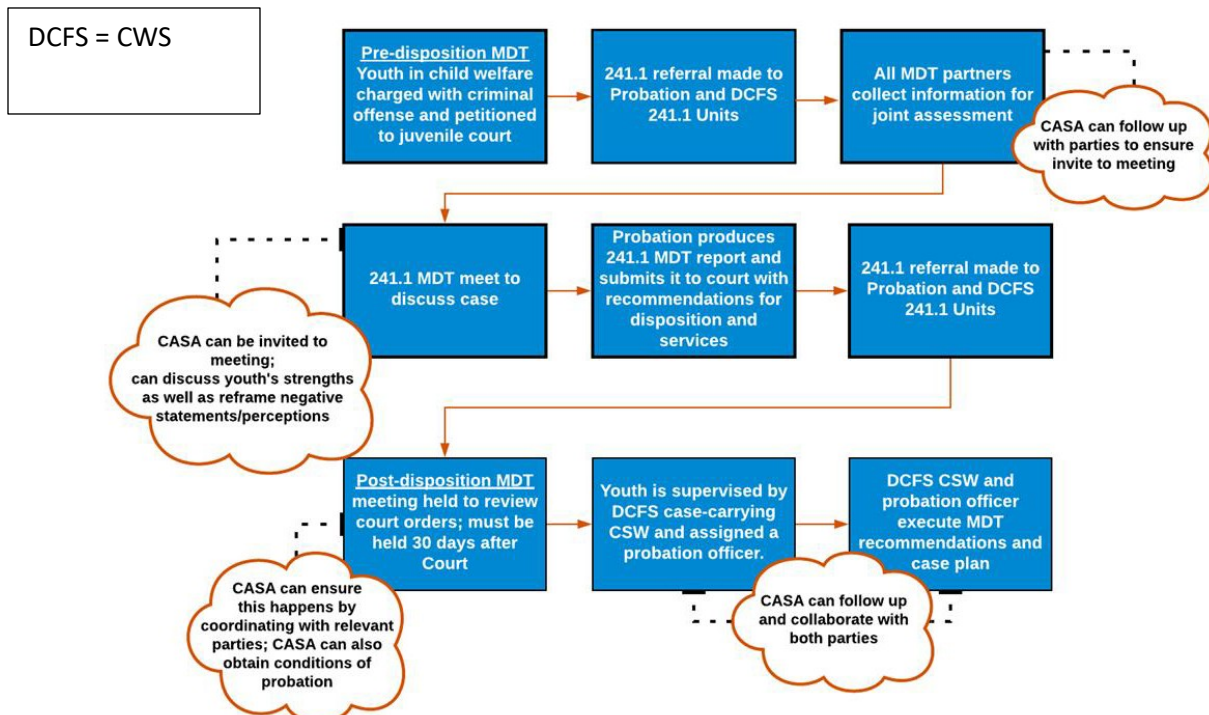 DCFS = CWS
Pre-disposition MDT
Youth in child welfare
charged with criminal
offense and petitioned
to juvenile court
241.1 referral made to
Probation and DCFS
241.1 Units
All MDT partners
collect information for
joint assessment
CASA can follow up
with parties to ensure
invite to meeting
241.1 MDT meet to
discuss case
CASA can be invited to
meeting;
can discuss youth's strengths
as well as reframe negative
statements/perceptions
Probation produces
241.1 MDT report and
submits it to court with
recommendations for
disposition and
services
241.1 referral made to
Probation and DCFS
241.1 Units
Post-disposition MDT
meeting held to review
court orders; must be
held 30 days after
Court
CASA can ensure
this happens by
coordinating with relevant
parties; CASA can also
obtain conditions of
probation
Youth is supervised by
DCFS case-carrying
CSW and assigned a
probation officer.
DCFS CSW and
probation officer
execute MDT
recommendations and
case plan
CASA can follow up
and collaborate with
both parties